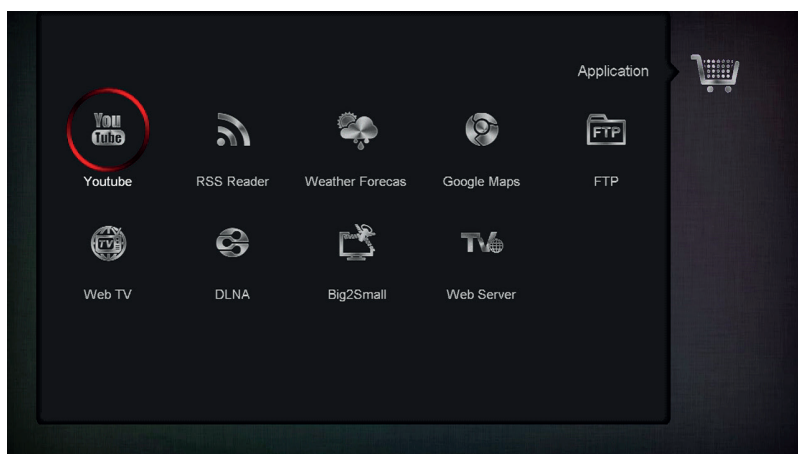 Application
You
Tube
FTP
Youtube
RSS Reader
Weather Forecas
Google Maps
FTP
TV
TV
Web TV
DLNA
Big2Small
Web Server